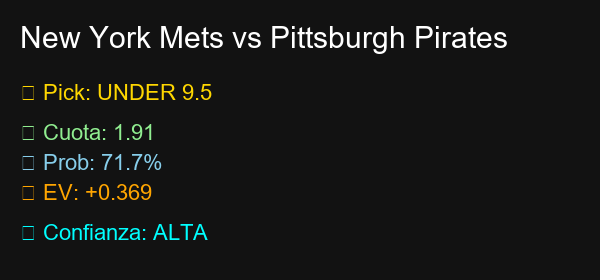 New York Mets vs Pittsburgh Pirates
Pick: UNDER 9.5
Cuota: 1.91
Prob: 71.7%
EV: +0.369
Confianza: ALTA